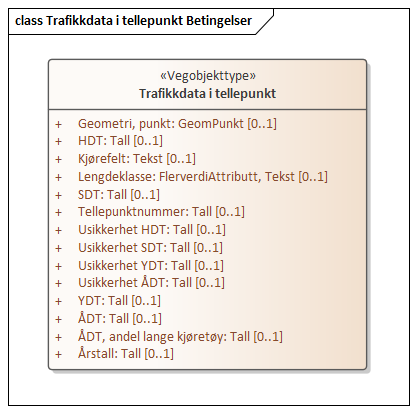 class Trafikkdata i tellepunkt Betingelser
«Vegobjekttype»
Trafikkdata i tellepunkt
+ Geometri, punkt: GeomPunkt [0..1]
+ HDT: Tall [0..1]
+ Kjørefelt: Tekst [0..1]
+ Lengdeklasse: FlerverdiAttributt, Tekst [0..1]
+ SDT: Tall [0..1]
+ Tellepunktnummer: Tall [0..1]
+ Usikkerhet HDT: Tall [0..1]
+ Usikkerhet SDT: Tall [0..1]
+ Usikkerhet YDT: Tall [0..1]
+ Usikkerhet ÅDT: Tall [0..1]
+ YDT: Tall [0..1]
+ ÅDT: Tall [0..1]
+ ÅDT, andel lange kjøretøy: Tall [0..1]
+ Årstall: Tall [0..1]